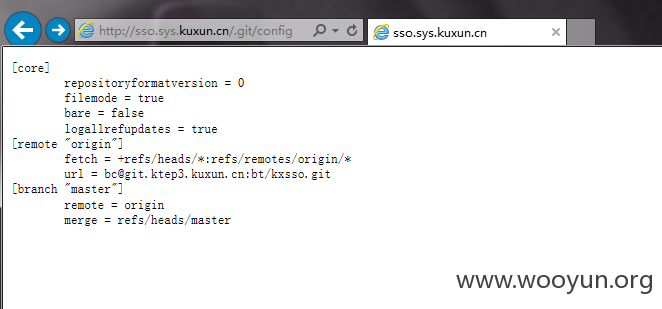 http://sso.sys.kuxun.cn/.git/config
sso.sys.kuxun.cn
[core]
repositoryformatversion = 0
filemode = true
bare = false
logallrefupdates = true
[remote "origin"]
fetch = +refs/heads/*:refs/remotes/origin/*
url = bc@git.ktep3.kuxun.cn:bt/kxsso.git
[branch "master"]
remote = origin
merge = refs/heads/master
www.wooyun.org